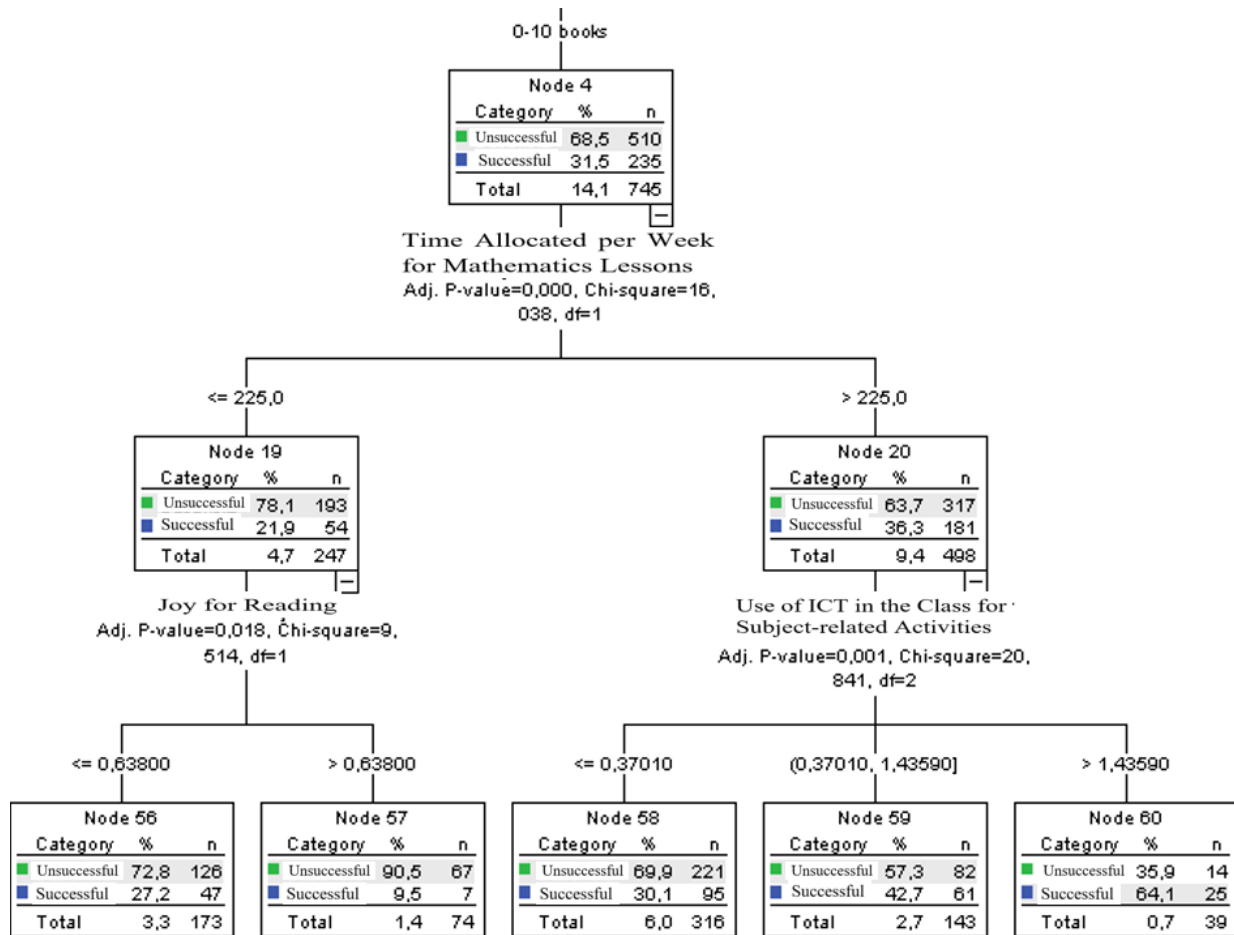 0-10 books
Node 4
Category % n
Unsuccessful 68,5 510
Successful 31,5 235
Total 14,1 745
Time Allocated per Week
for Mathematics Lessons
Adj. P-value=0,000, Chi-square=16,
038, df=1
<= 225,0
> 225,0
Node 19
Category % n
Unsuccessful 78,1 193
Successful 21,9 54
Total 4,7 247
Joy for Reading
Adj. P-value=0,018, Chi-square=9,
514, df=1
Node 20
Category % n
Unsuccessful 63,7 317
Successful 36,3 181
Total 9,4 498
Use of ICT in the Class for
Subject-related Activities
Adj. P-value=0,001, Chi-square=20,
841, df=2
<= 0,63800
> 0,63800
<= 0,37010
(0,37010, 1,43590]
> 1,43590
Node 56
Category % n
Unsuccessful 72,8 126
Successful 27,2 47
Total 3,3 173
Node 57
Category % n
Unsuccessful 90,5 67
Successful 9,5 7
Total 1,4 74
Node 58
Category % n
Unsuccessful 69,9 221
Successful 30,1 95
Total 6,0 316
Node 59
Category % n
Unsuccessful 57,3 82
Successful 42,7 61
Total 2,7 143
Node 60
Category % n
Unsuccessful 35,9 14
Successful 64,1 25
Total 0,7 39